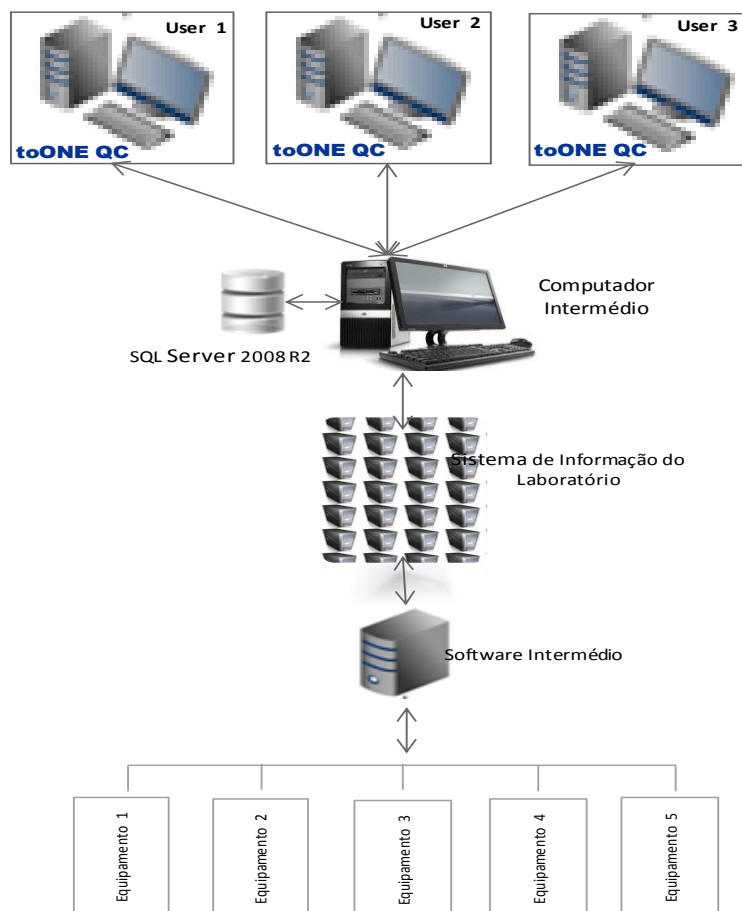 User 1
User 2
User 3
toONE QC
toONE QC
toONE QC
Computador
Intermédio
SQL Server 2008 R2
Sistema de Informação do
Laboratório
Software Intermédio
Equipamento 1
Equipamento 2
Equipamento 3
Equipamento 4
Equipamento 5